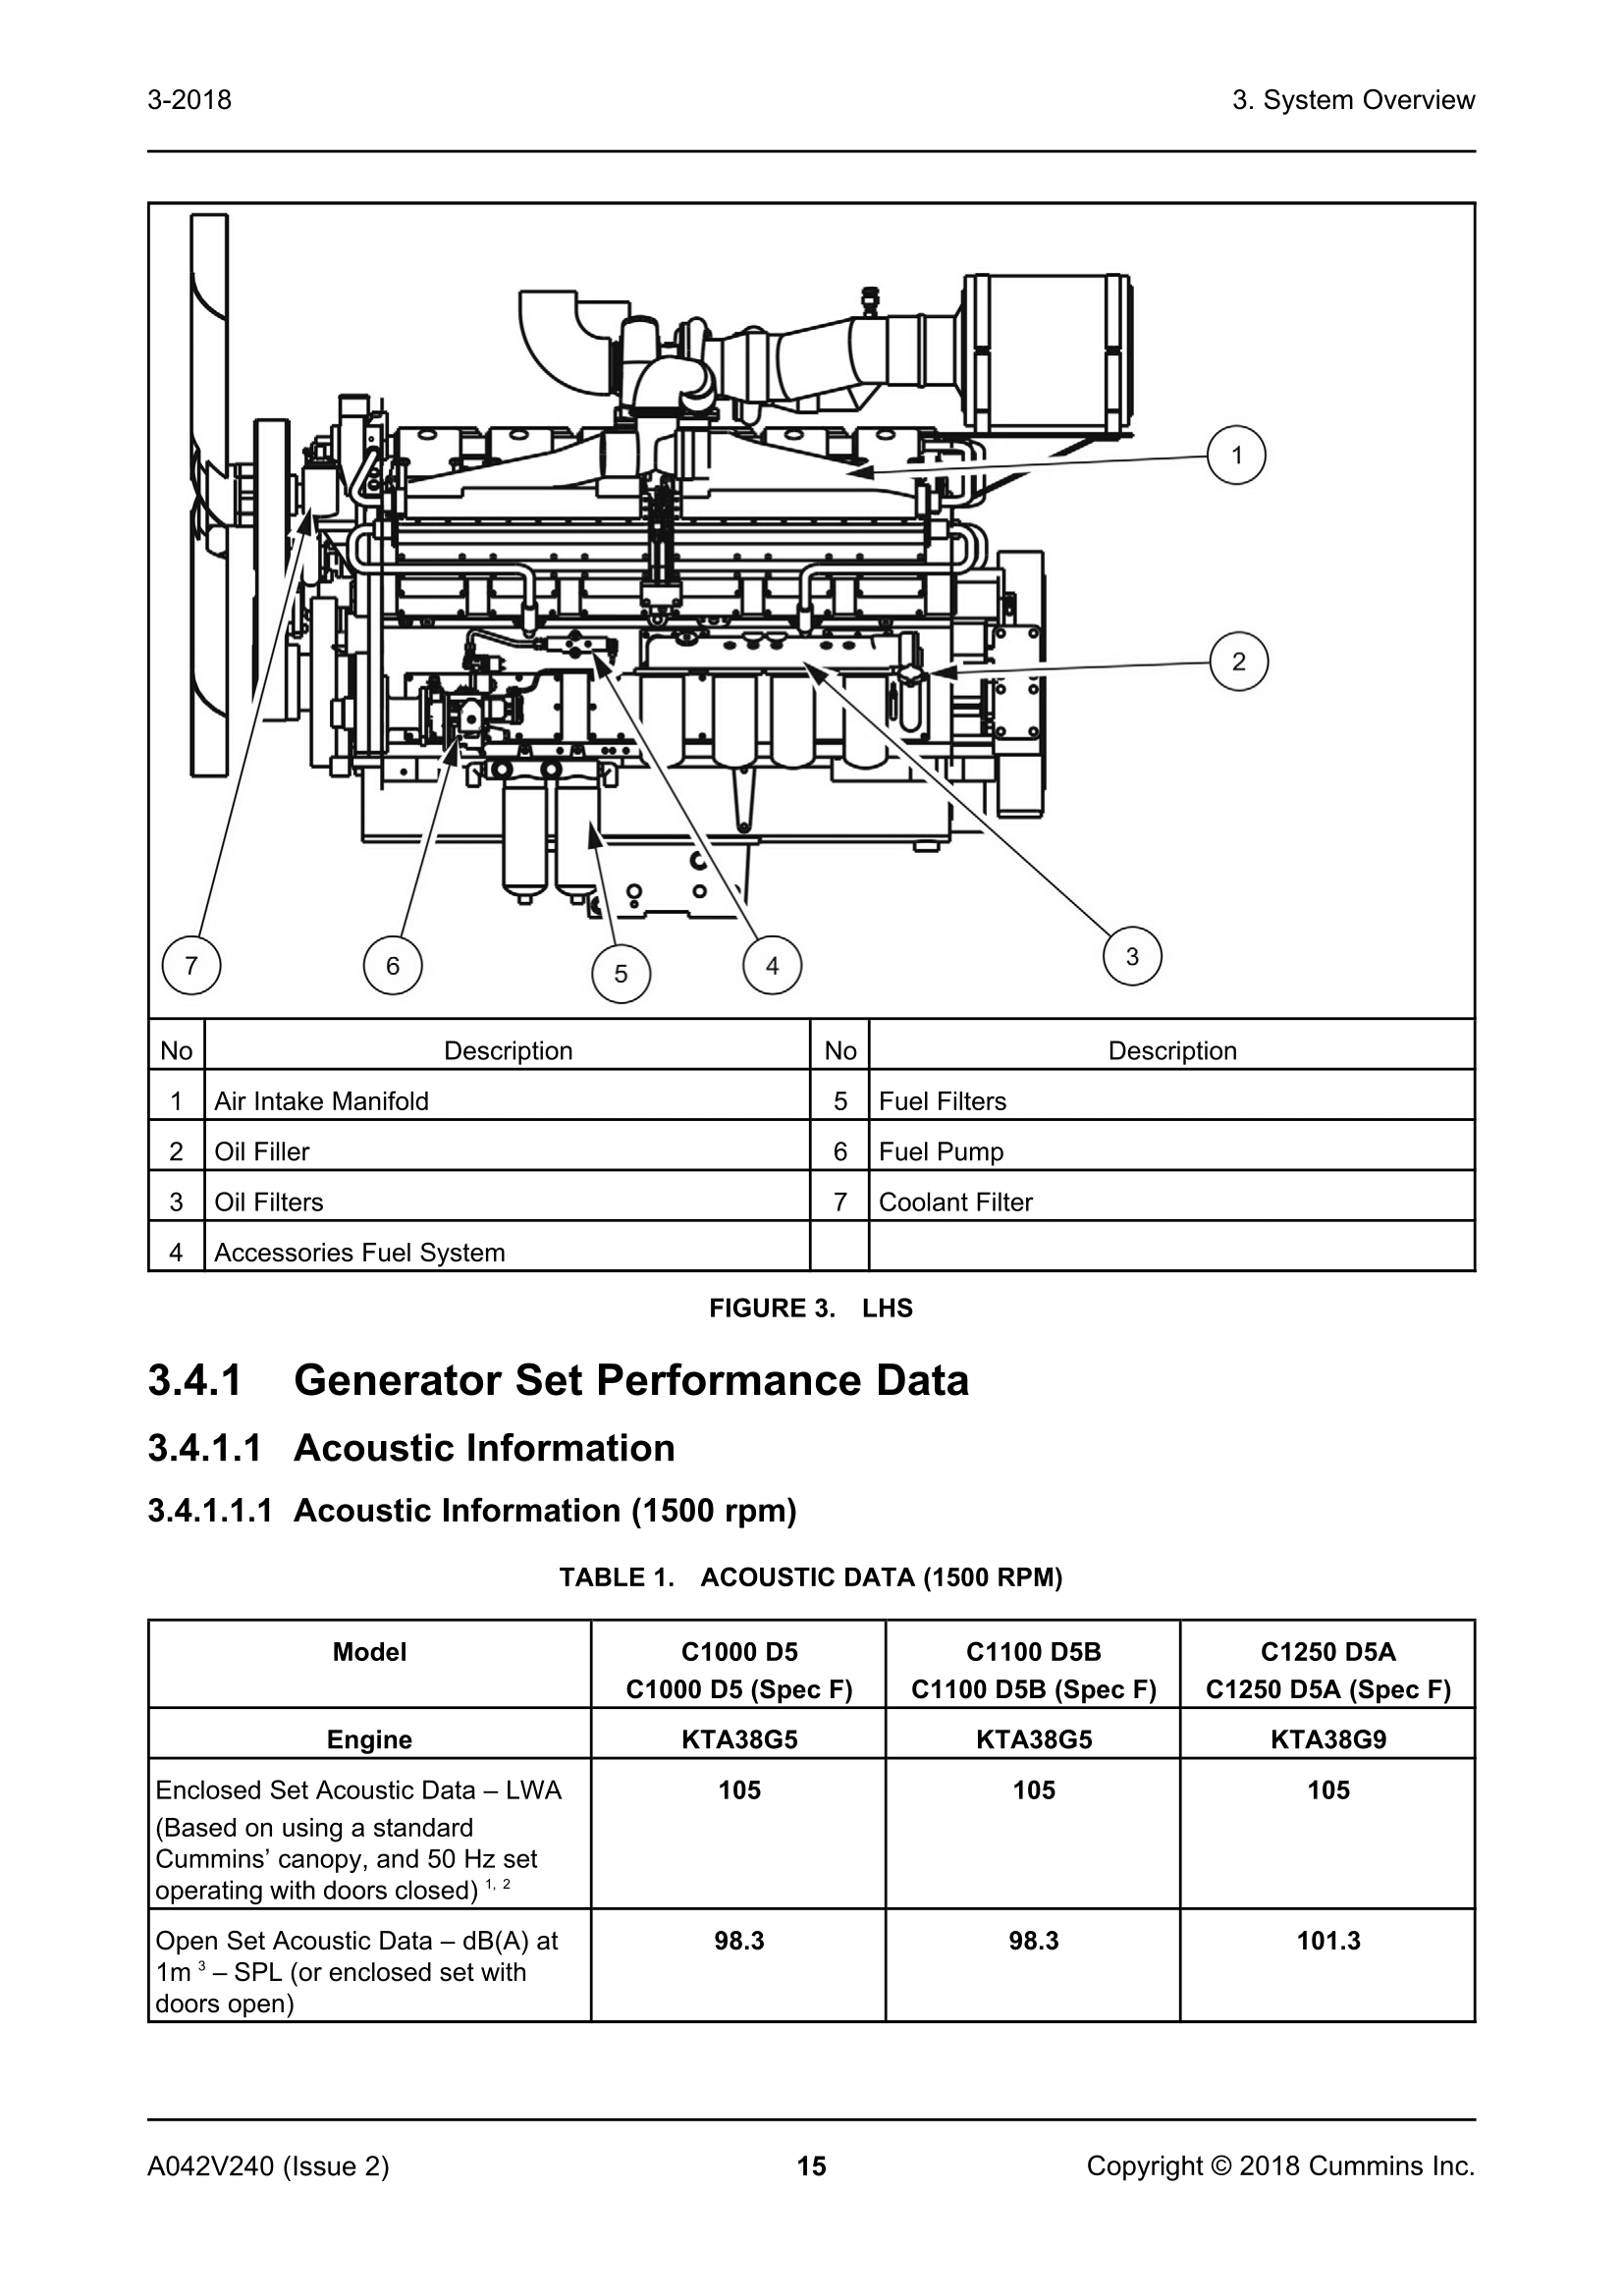 3-2018 3. System Overview
1
2
3
4
5
6
7
No Description No Description
1 Air Intake Manifold 5 Fuel Filters
2 Oil Filler 6 Fuel Pump
3 Oil Filters 7 Coolant Filter
4 Accessories Fuel System
FIGURE 3. LHS
3.4.1 Generator Set Performance Data
3.4.1.1 Acoustic Information
3.4.1.1.1 Acoustic Information (1500 rpm)
TABLE 1. ACOUSTIC DATA (1500 RPM)
Model C1000 D5 C1100 D5B C1250 D5A
C1000 D5 (Spec F) C1100 D5B (Spec F) C1250 D5A (Spec F)
Engine KTA38G5 KTA38G5 KTA38G9
Enclosed Set Acoustic Data – LWA 105 105 105
(Based on using a standard
Cummins’ canopy, and 50 Hz set
operating with doors closed) 1, 2
Open Set Acoustic Data – dB(A) at 98.3 98.3 101.3
1m 3 – SPL (or enclosed set with
doors open)
A042V240 (Issue 2) 15 Copyright © 2018 Cummins Inc.